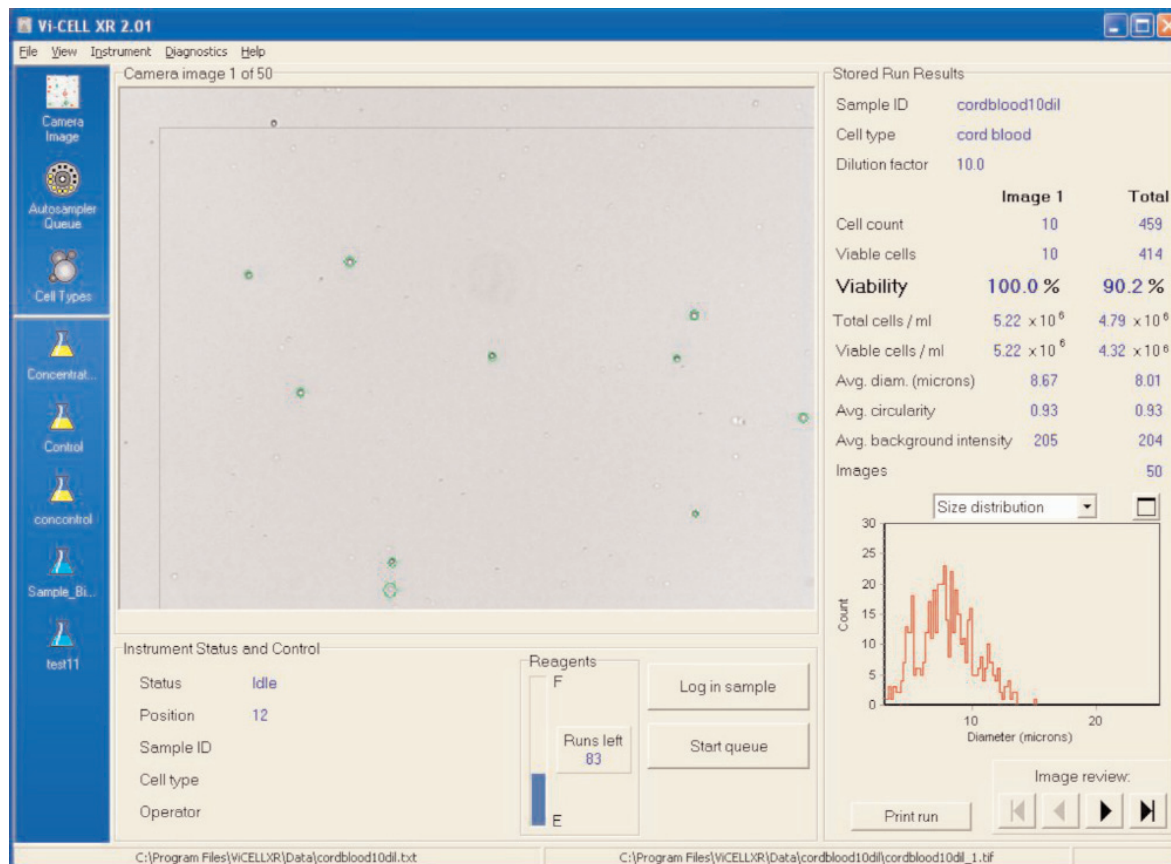 Vi-CELL XR 2.01
File View Instrument Diagnostics Help
Camera
Image
Autosampler
Queue
Cell Types
Concentrat...
Control
concontrol
Sample_Bi...
test11
Camera image 1 of 50
Instrument Status and Control
Status Idle
Position 12
Sample ID
Cell type
Operator
Reagents
F
E
Runs left
83
Log in sample
Start queue
Stored Run Results
Sample ID cordblood10dil
Cell type cord blood
Dilution factor 10.0
Image 1 Total
Cell count 10 459
Viable cells 10 414
Viability 100.0 % 90.2 %
Total cells / ml 5.22 x10⁶ 4.79 x10⁶
Viable cells / ml 5.22 x10⁶ 4.32 x10⁶
Avg. diam. (microns) 8.67 8.01
Avg. circularity 0.93 0.93
Avg. background intensity 205 204
Images 50
Size distribution
Count
30
25
20
15
10
5
0
10 20
Diameter (microns)
Image review:
Print run
C:\Program Files\ViCELLXR\Data\cordblood10dil.txt
C:\Program Files\ViCELLXR\Data\cordblood10dil\cordblood10dil_1.tif